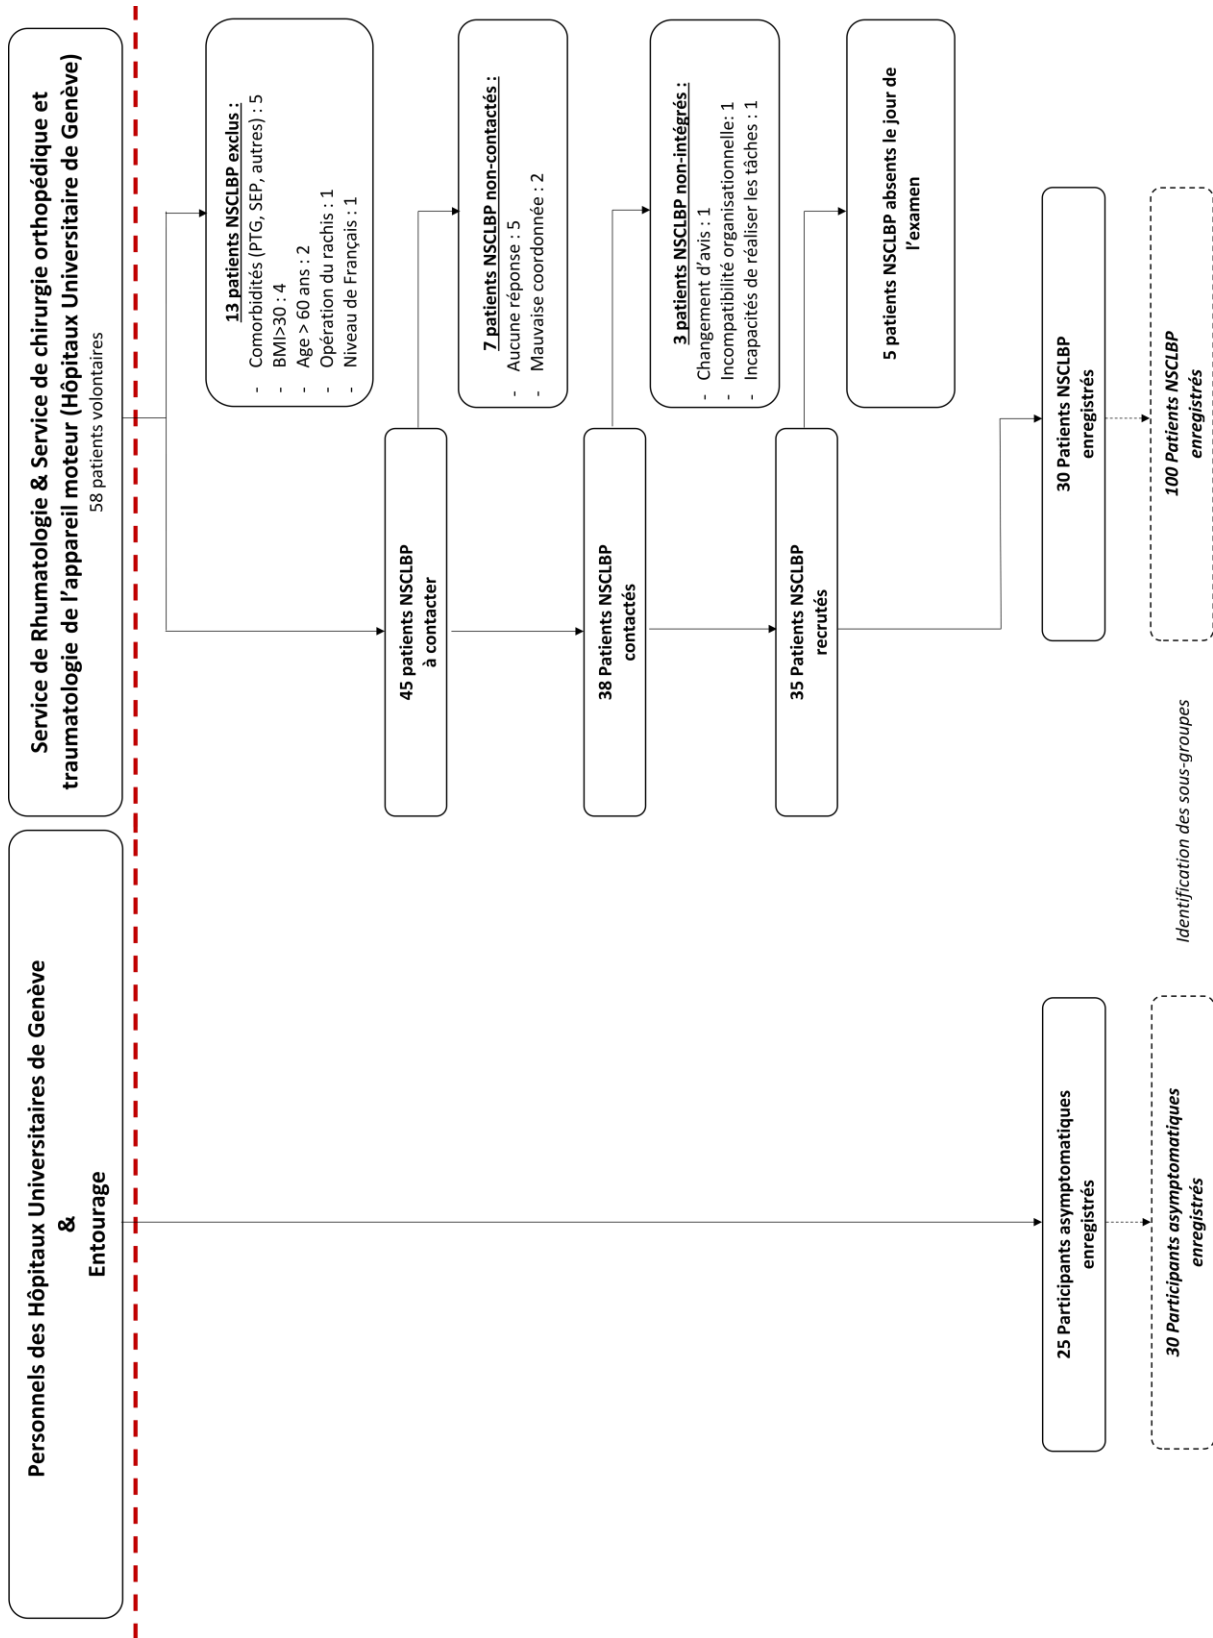 Personnels des Hôpitaux Universitaires de Genève
&
Entourage
Service de Rhumatologie & Service de chirurgie orthopédique et
traumatologie de l’appareil moteur (Hôpitaux Universitaire de Genève)
58 patients volontaires
13 patients NSCLBP exclus :
- Comorbidités (PTG, SEP, autres) : 5
- BMI>30 : 4
- Age > 60 ans : 2
- Opération du rachis : 1
- Niveau de Français : 1
45 patients NSCLBP
à contacter
7 patients NSCLBP non-contactés :
- Aucune réponse : 5
- Mauvaise coordonnée : 2
38 Patients NSCLBP
contactés
3 patients NSCLBP non-intégrés :
- Changement d’avis : 1
- Incompatibilité organisationnelle: 1
- Incapacités de réaliser les tâches : 1
35 Patients NSCLBP
recrutés
5 patients NSCLBP absents le jour de
l’examen
25 Participants asymptomatiques
enregistrés
30 Patients NSCLBP
enregistrés
30 Participants asymptomatiques
enregistrés
Identification des sous-groupes
100 Patients NSCLBP
enregistrés